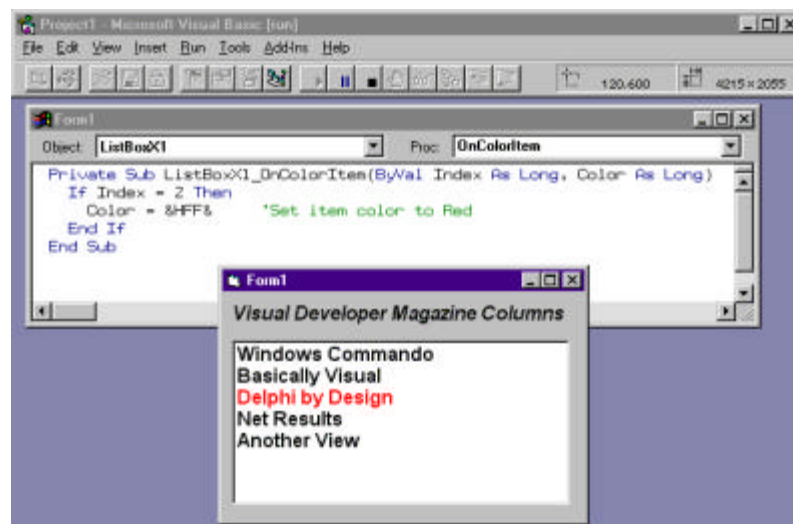 Project1 - Microsoft Visual Basic [run]
File Edit View Insert Run Tools Add-Ins Help
120,600 4215 × 2055
Form1
Object: ListBoxX1 Proc: OnColorItem
Private Sub ListBoxX1_OnColorItem(ByVal Index As Long, Color As Long)
If Index = 2 Then
Color = &HFF& 'Set item color to Red
End If
End Sub
Form1
Visual Developer Magazine Columns
Windows Commando
Basically Visual
Delphi by Design
Net Results
Another View